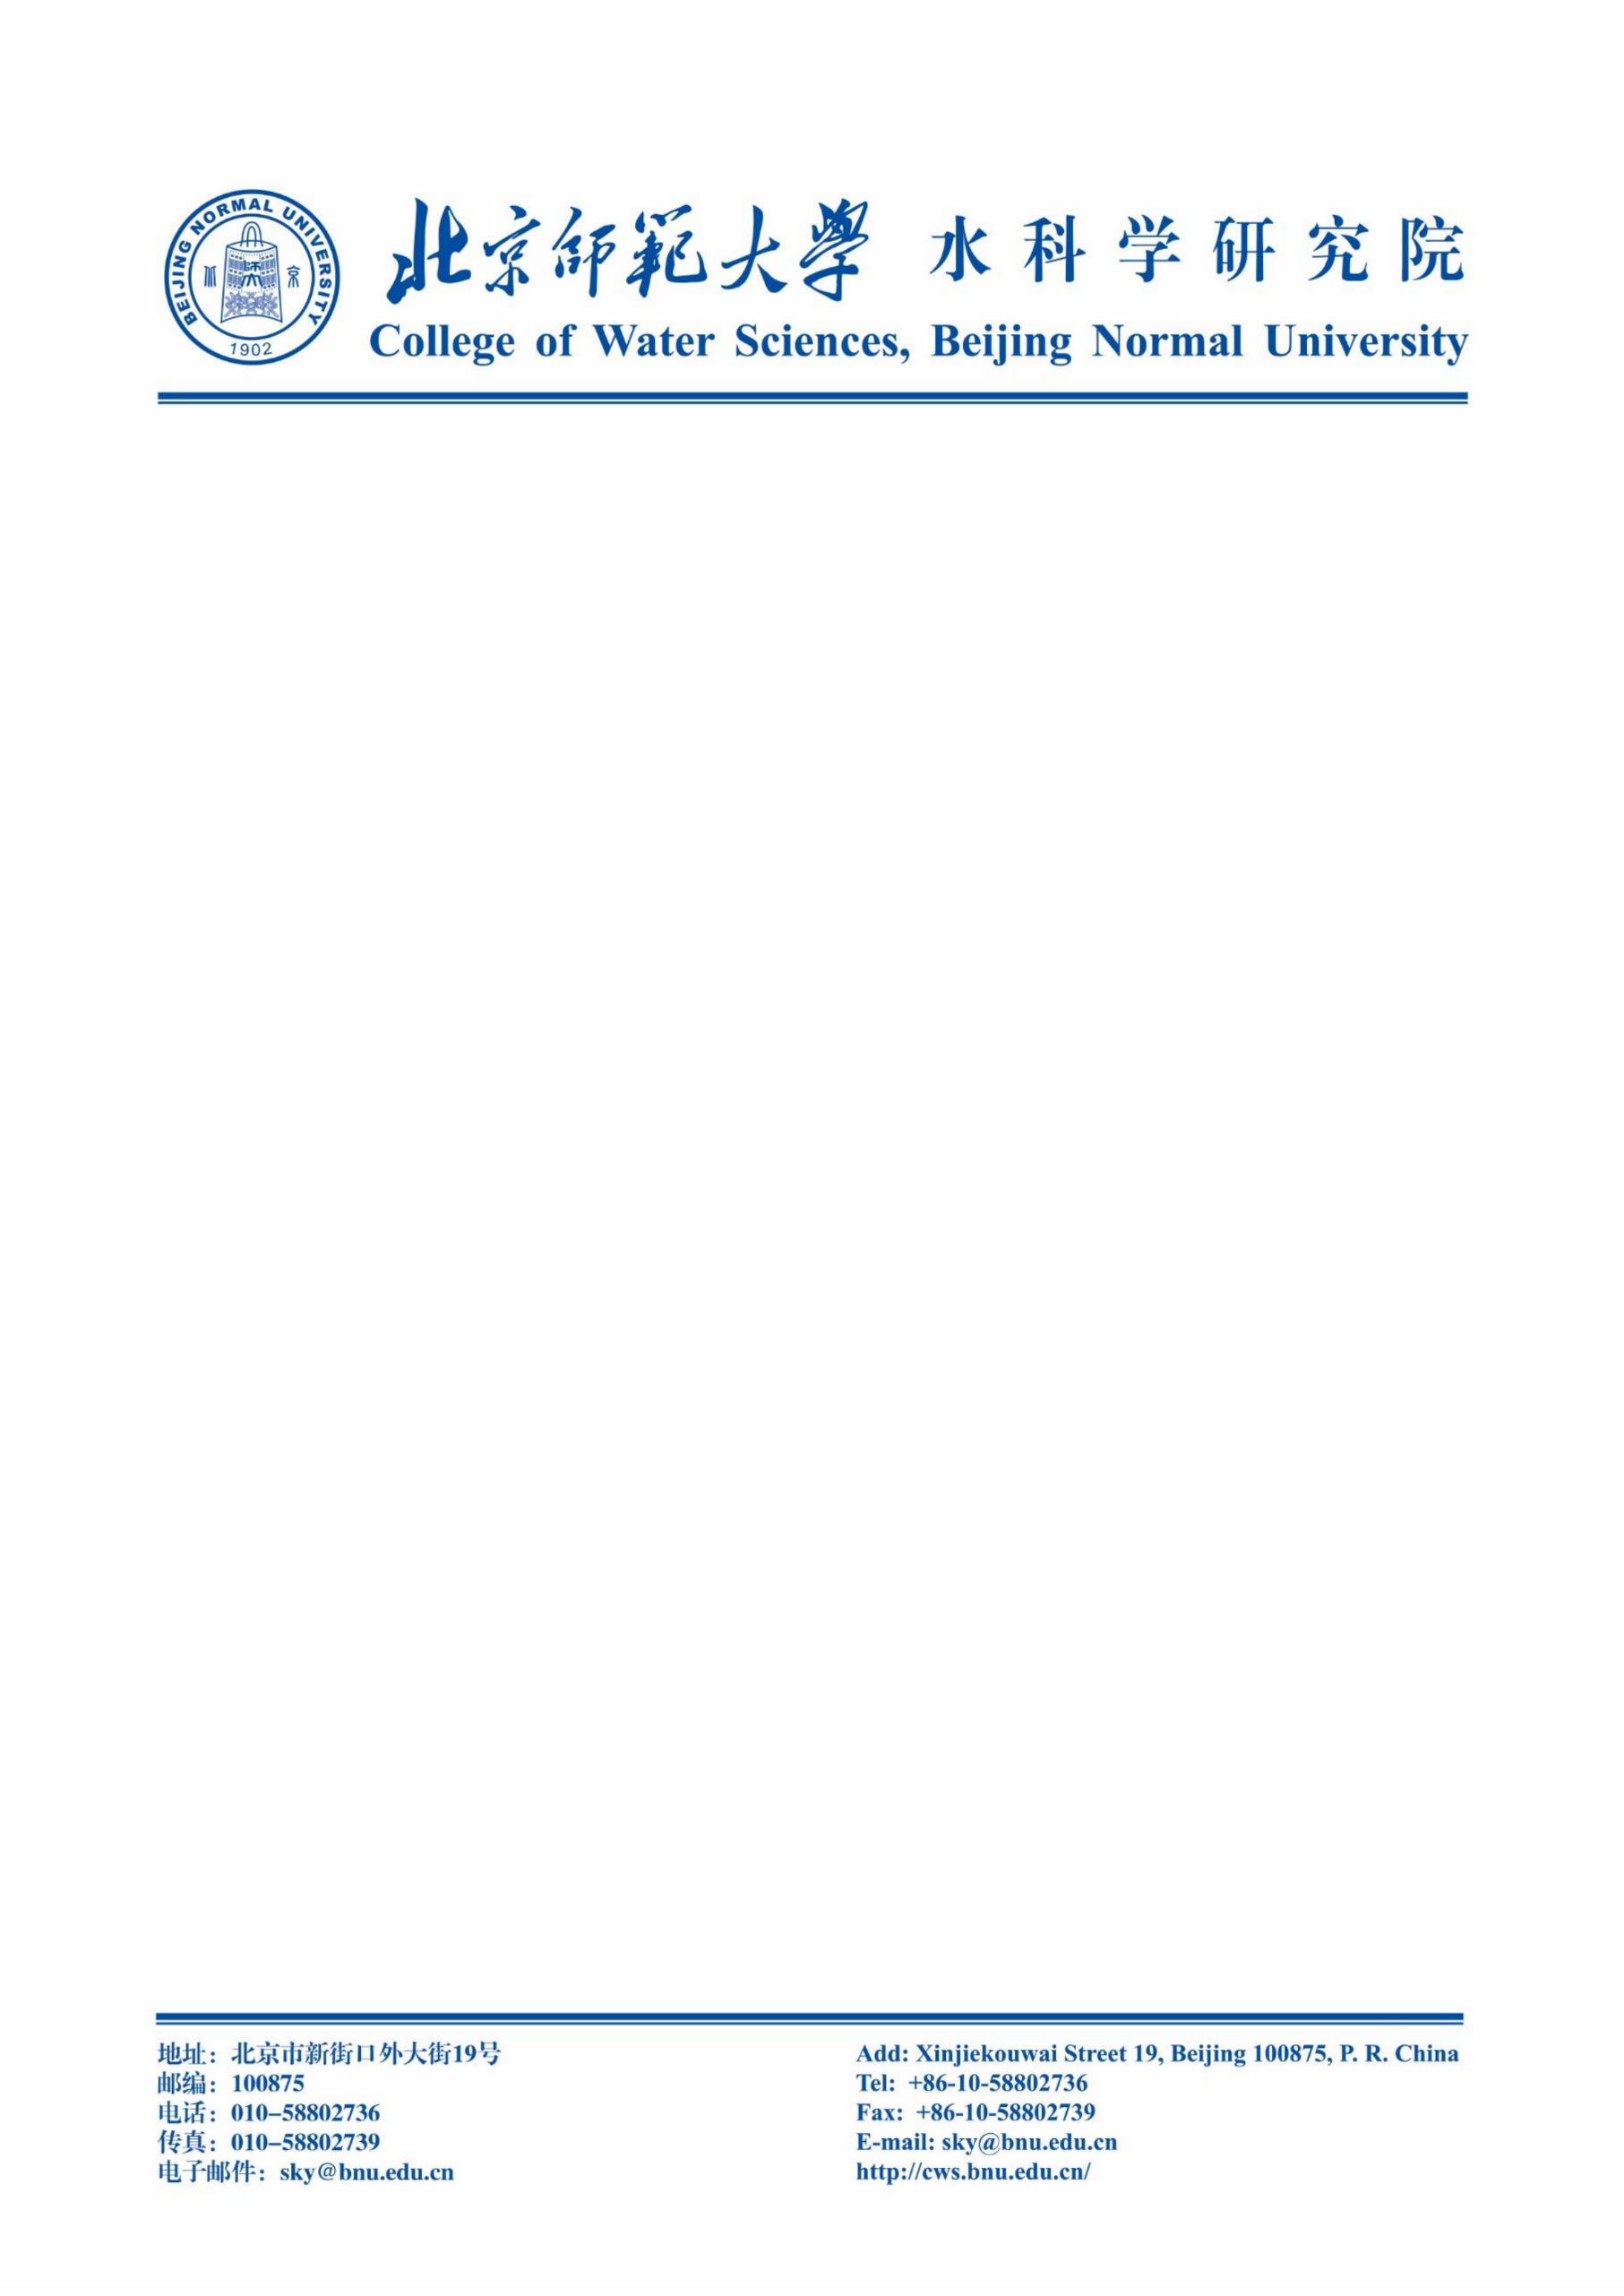 BEIJING NORMAL UNIVERSITY
京
1902
北京師範大學 水科学研究院
College of Water Sciences, Beijing Normal University
地址：北京市新街口外大街19号
邮编：100875
电话：010–58802736
传真：010–58802739
电子邮件：sky@bnu.edu.cn
Add: Xinjiekouwai Street 19, Beijing 100875, P. R. China
Tel: +86-10-58802736
Fax: +86-10-58802739
E-mail: sky@bnu.edu.cn
http://cws.bnu.edu.cn/